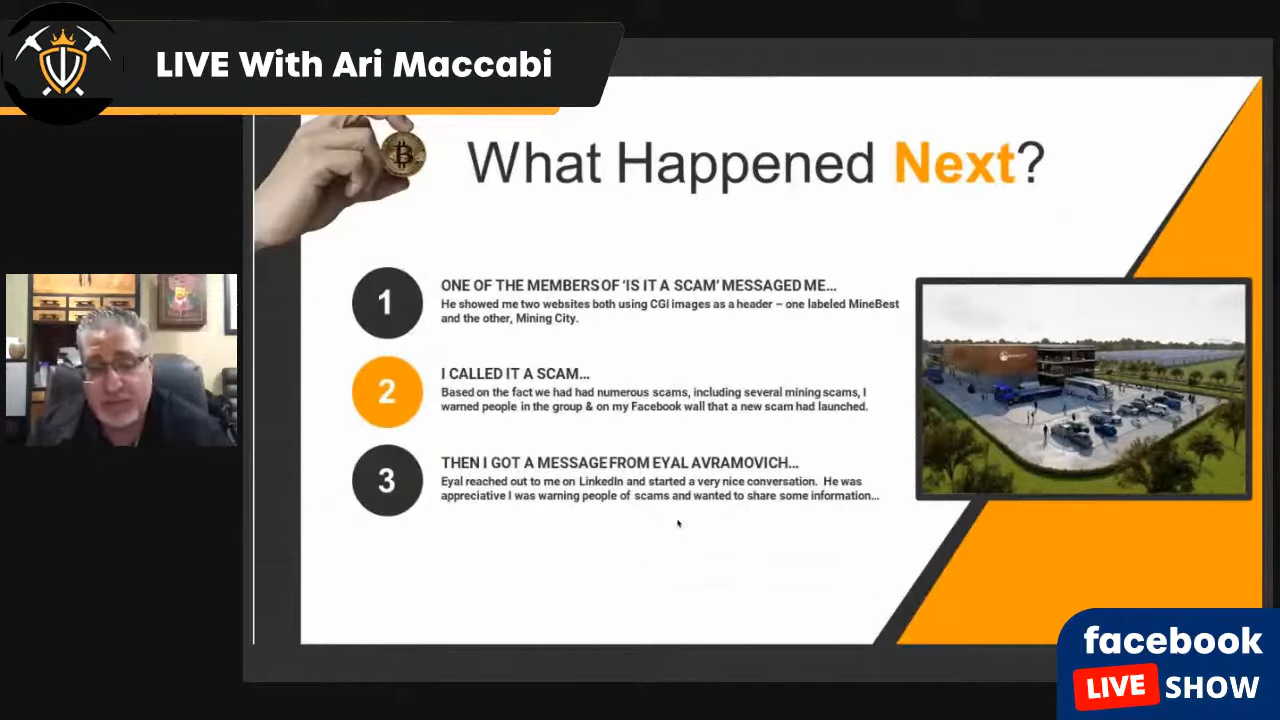 LIVE With Ari Maccabi
What Happened Next?
1
ONE OF THE MEMBERS OF ‘IS IT A SCAM’ MESSAGED ME...
He showed me two websites both using CGI images as a header – one labeled MineBest
and the other, Mining City.
2
I CALLED IT A SCAM...
Based on the fact we had had numerous scams, including several mining scams, I
warned people in the group & on my Facebook wall that a new scam had launched.
3
THEN I GOT A MESSAGE FROM EYAL AVRAMOVICH...
Eyal reached out to me on LinkedIn and started a very nice conversation. He was
appreciative I was warning people of scams and wanted to share some information...
facebook
LIVE SHOW